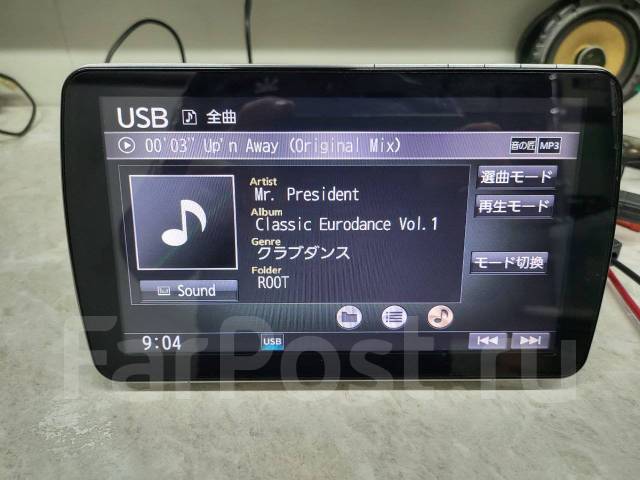 USB 全曲
00'03" Up'n Away (Original Mix) 音の匠 MP3
選曲モード
Artist
Mr. President
再生モード
Album
Classic Eurodance Vol.1
Genre
クラブダンス
モード切換
Folder
ROOT
Sound
9:04 USB
FarPost.ru